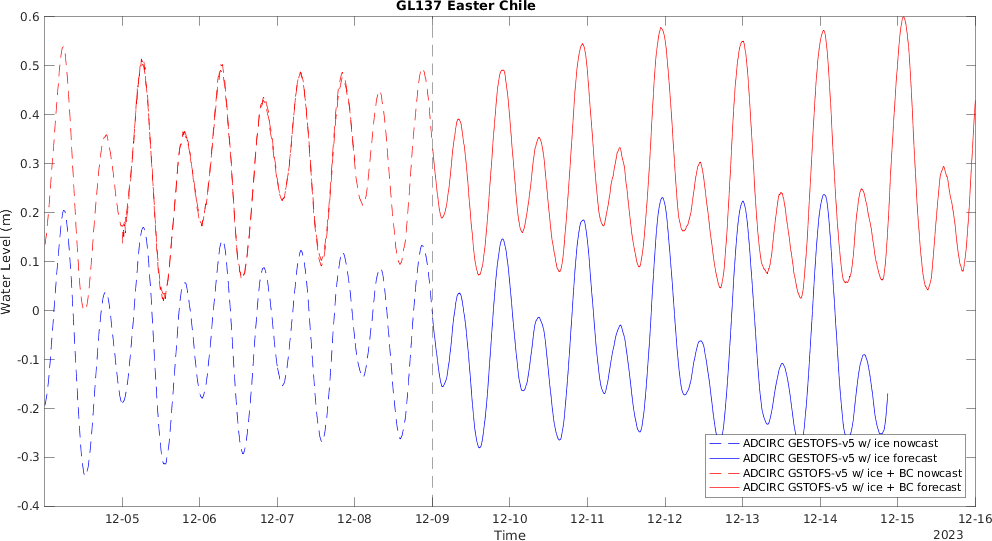 GL137 Easter Chile
Water Level (m)
0.6
0.5
0.4
0.3
0.2
0.1
0
-0.1
-0.2
-0.3
-0.4
ADCIRC GESTOFS-v5 w/ ice nowcast
ADCIRC GESTOFS-v5 w/ ice forecast
ADCIRC GSTOFS-v5 w/ ice + BC nowcast
ADCIRC GSTOFS-v5 w/ ice + BC forecast
12-05 12-06 12-07 12-08 12-09 12-10 12-11 12-12 12-13 12-14 12-15 12-16
Time 2023